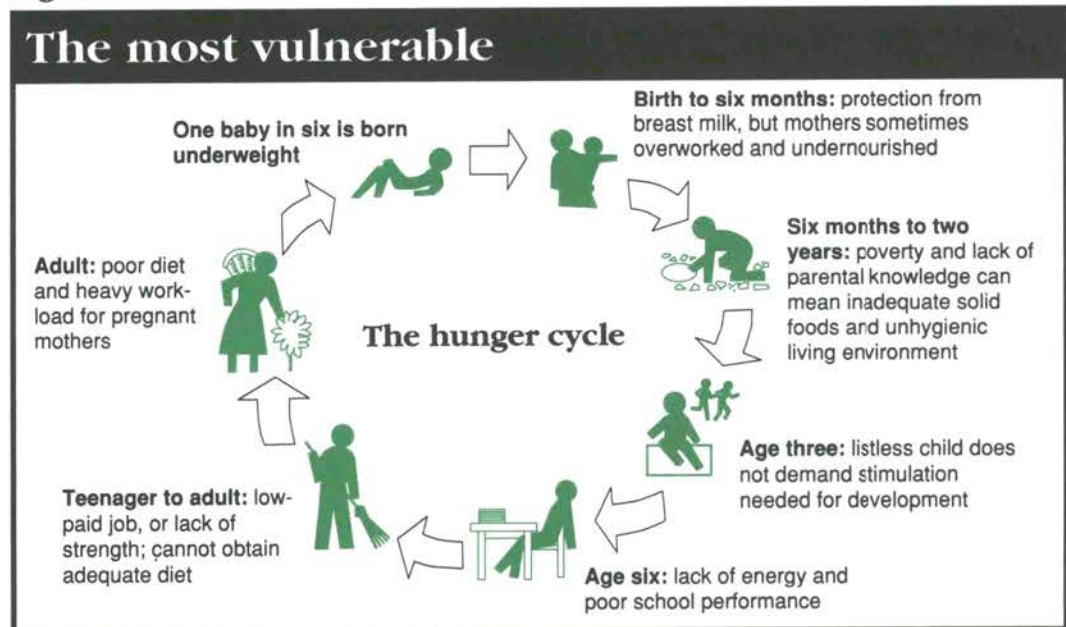 The most vulnerable
One baby in six is born
underweight
Birth to six months: protection from
breast milk, but mothers sometimes
overworked and undernourished
Six months to two
years: poverty and lack of
parental knowledge can
mean inadequate solid
foods and unhygienic
living environment
Adult: poor diet
and heavy work-
load for pregnant
mothers
The hunger cycle
Age three: listless child does
not demand stimulation
needed for development
Teenager to adult: low-
paid job, or lack of
strength; cannot obtain
adequate diet
Age six: lack of energy and
poor school performance